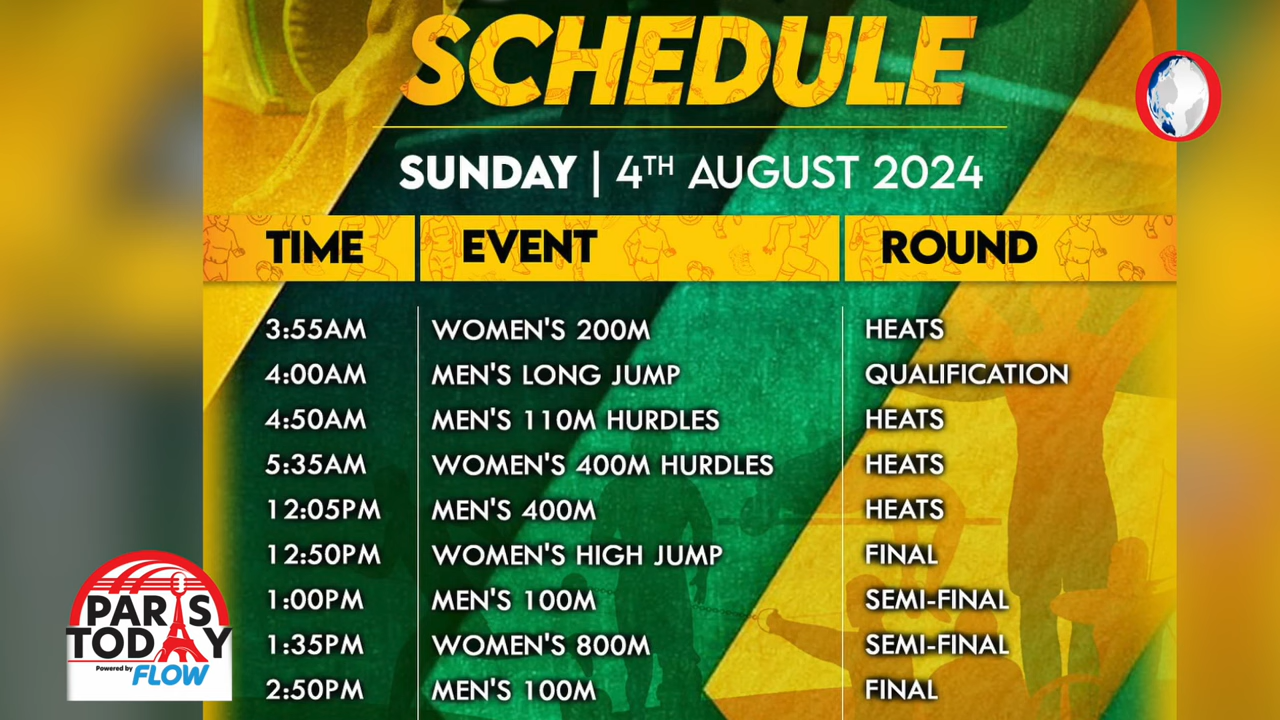 SCHEDULE
SUNDAY | 4TH AUGUST 2024
TIME EVENT ROUND
3:55AM WOMEN'S 200M HEATS
4:00AM MEN'S LONG JUMP QUALIFICATION
4:50AM MEN'S 110M HURDLES HEATS
5:35AM WOMEN'S 400M HURDLES HEATS
12:05PM MEN'S 400M HEATS
12:50PM WOMEN'S HIGH JUMP FINAL
1:00PM MEN'S 100M SEMI-FINAL
1:35PM WOMEN'S 800M SEMI-FINAL
2:50PM MEN'S 100M FINAL
PARIS
TODAY
Powered by
FLOW